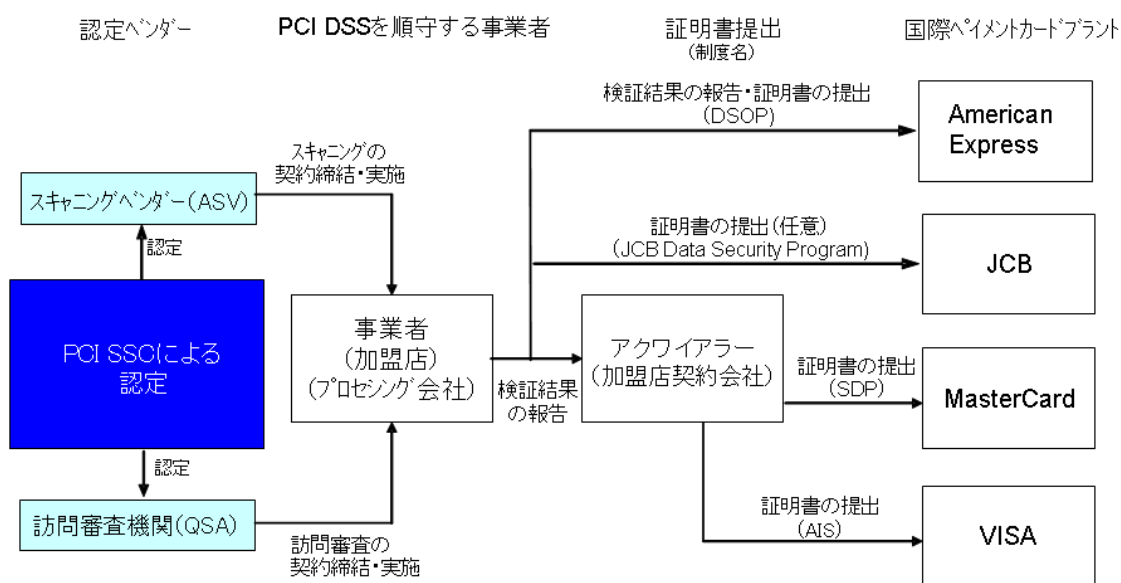 認定ベンダー
PCI DSSを順守する事業者
証明書提出
(制度名)
国際ペイメントカードブラント
検証結果の報告・証明書の提出
(DSOP)
American
Express
スキャニングの
契約締結・実施
スキャニングベンダー(ASV)
認定
証明書の提出(任意)
(JCB Data Security Program)
JCB
PCI SSCによる
認定
事業者
(加盟店)
(プロセシング会社)
検証結果
の報告
アクワイアラー
(加盟店契約会社)
証明書の提出
(SDP)
MasterCard
認定
訪問審査機関(QSA)
訪問審査の
契約締結・実施
証明書の提出
(AIS)
VISA